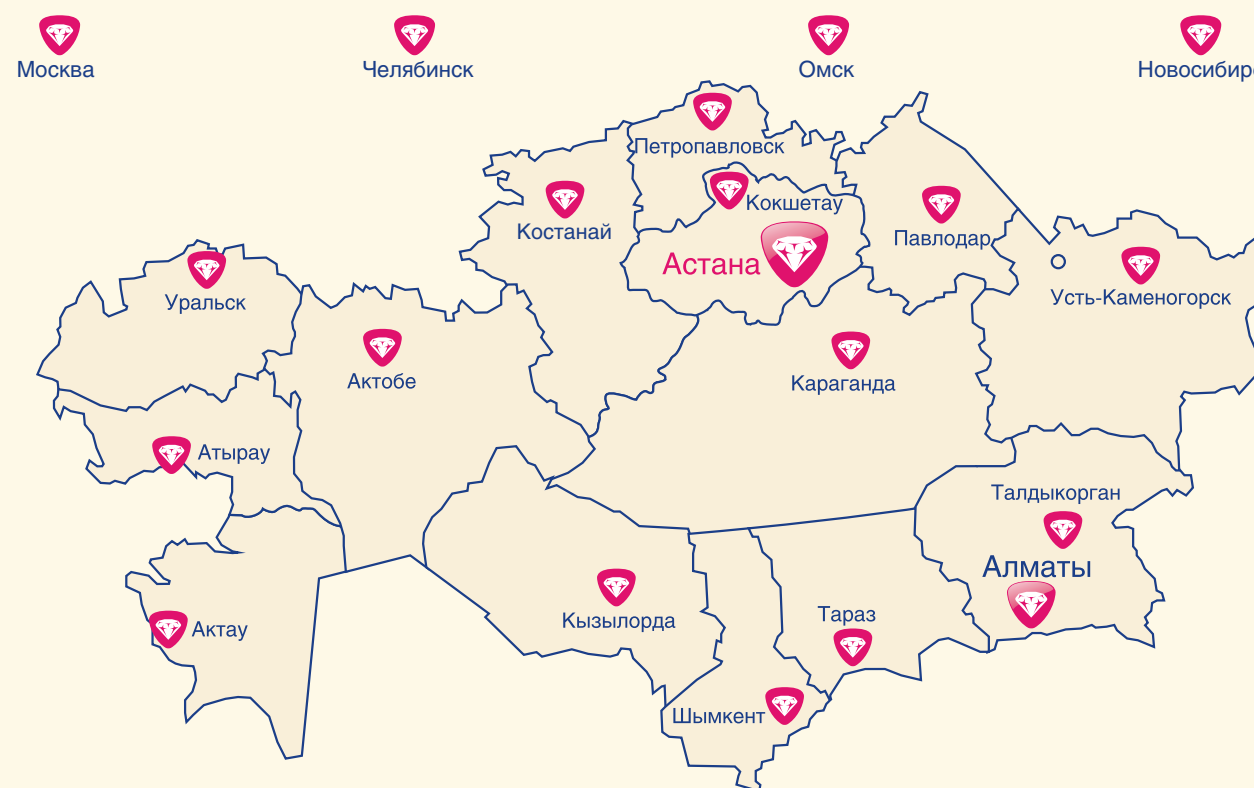 Москва
Челябинск
Омск
Новосибир
Петропавловск
Кокшетау
Костанай
Павлодар
Астана
Усть-Каменогорск
Уральск
Актобе
Караганда
Атырау
Талдыкорган
Алматы
Кызылорда
Тараз
Актау
Шымкент